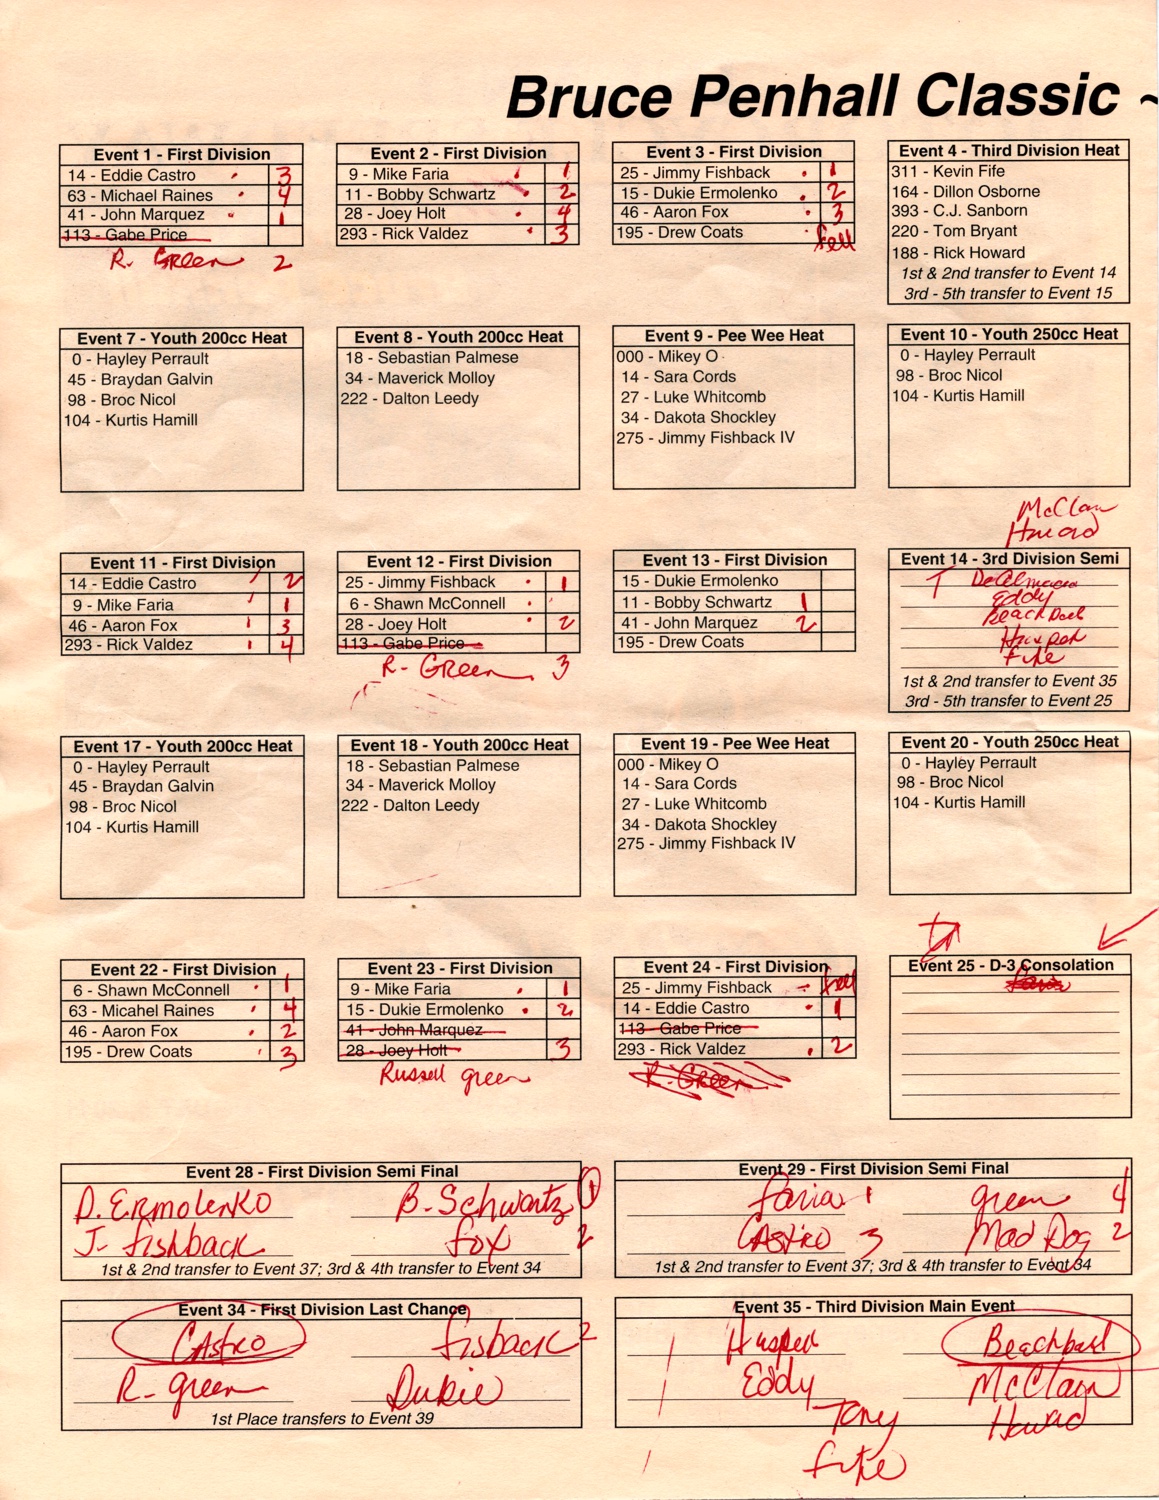 Bruce Penhall Classic ~
Event 1 - First Division
14 - Eddie Castro 3
63 - Michael Raines 4
41 - John Marquez 1
113 - Gabe Price
R. Green 2
Event 2 - First Division
9 - Mike Faria 1
11 - Bobby Schwartz 2
28 - Joey Holt 4
293 - Rick Valdez 3
Event 3 - First Division
25 - Jimmy Fishback 1
15 - Dukie Ermolenko 2
46 - Aaron Fox 3
195 - Drew Coats fell
Event 4 - Third Division Heat
311 - Kevin Fife
164 - Dillon Osborne
393 - C.J. Sanborn
220 - Tom Bryant
188 - Rick Howard
1st & 2nd transfer to Event 14
3rd - 5th transfer to Event 15
Event 7 - Youth 200cc Heat
0 - Hayley Perrault
45 - Braydan Galvin
98 - Broc Nicol
104 - Kurtis Hamill
Event 8 - Youth 200cc Heat
18 - Sebastian Palmese
34 - Maverick Molloy
222 - Dalton Leedy
Event 9 - Pee Wee Heat
000 - Mikey O
14 - Sara Cords
27 - Luke Whitcomb
34 - Dakota Shockley
275 - Jimmy Fishback IV
Event 10 - Youth 250cc Heat
0 - Hayley Perrault
98 - Broc Nicol
104 - Kurtis Hamill
Event 11 - First Division
14 - Eddie Castro 2
9 - Mike Faria 1
46 - Aaron Fox 3
293 - Rick Valdez 4
Event 12 - First Division
25 - Jimmy Fishback 1
6 - Shawn McConnell
28 - Joey Holt 2
113 - Gabe Price
R- Green 3
Event 13 - First Division
15 - Dukie Ermolenko
11 - Bobby Schwartz 1
41 - John Marquez 2
195 - Drew Coats
McClain
Howard
Event 14 - 3rd Division Semi
Eddy
Fife
1st & 2nd transfer to Event 35
3rd - 5th transfer to Event 25
Event 17 - Youth 200cc Heat
0 - Hayley Perrault
45 - Braydan Galvin
98 - Broc Nicol
104 - Kurtis Hamill
Event 18 - Youth 200cc Heat
18 - Sebastian Palmese
34 - Maverick Molloy
222 - Dalton Leedy
Event 19 - Pee Wee Heat
000 - Mikey O
14 - Sara Cords
27 - Luke Whitcomb
34 - Dakota Shockley
275 - Jimmy Fishback IV
Event 20 - Youth 250cc Heat
0 - Hayley Perrault
98 - Broc Nicol
104 - Kurtis Hamill
Event 22 - First Division
6 - Shawn McConnell 1
63 - Micahel Raines 4
46 - Aaron Fox 2
195 - Drew Coats 3
Event 23 - First Division
9 - Mike Faria 1
15 - Dukie Ermolenko 2
41 - John Marquez
28 - Joey Holt 3
Russell green
Event 24 - First Division
25 - Jimmy Fishback fell
14 - Eddie Castro 1
113 - Gabe Price
293 - Rick Valdez 2
R- Green
Event 25 - D-3 Consolation
Event 28 - First Division Semi Final
D. ERmolenKO B. Schwartz 1
J- fishback fox 2
1st & 2nd transfer to Event 37; 3rd & 4th transfer to Event 34
Event 29 - First Division Semi Final
faria 1 green 4
CAStRO 3 Mad Dog 2
1st & 2nd transfer to Event 37; 3rd & 4th transfer to Event 34
Event 34 - First Division Last Chance
CAStRO fisback 2
R- green Dukie
1st Place transfers to Event 39
Event 35 - Third Division Main Event
Beachball
Eddy McClain
Tony Howard
fife